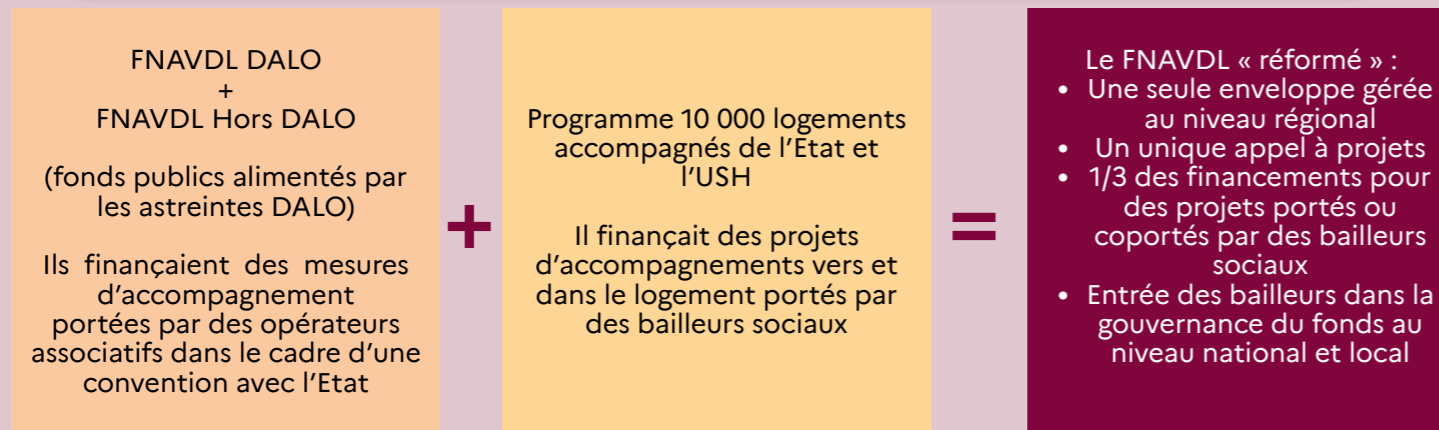 FNAVDL DALO
+
FNAVDL Hors DALO
(fonds publics alimentés par
les astreintes DALO)
Ils finançaient des mesures
d’accompagnement
portées par des opérateurs
associatifs dans le cadre d’une
convention avec l’Etat
+
Programme 10 000 logements
accompagnés de l’Etat et
l’USH
Il finançait des projets
d’accompagnements vers et
dans le logement portés par
des bailleurs sociaux
=
Le FNAVDL « réformé » :
• Une seule enveloppe gérée
au niveau régional
• Un unique appel à projets
• 1/3 des financements pour
des projets portés ou
coportés par des bailleurs
sociaux
• Entrée des bailleurs dans la
gouvernance du fonds au
niveau national et local